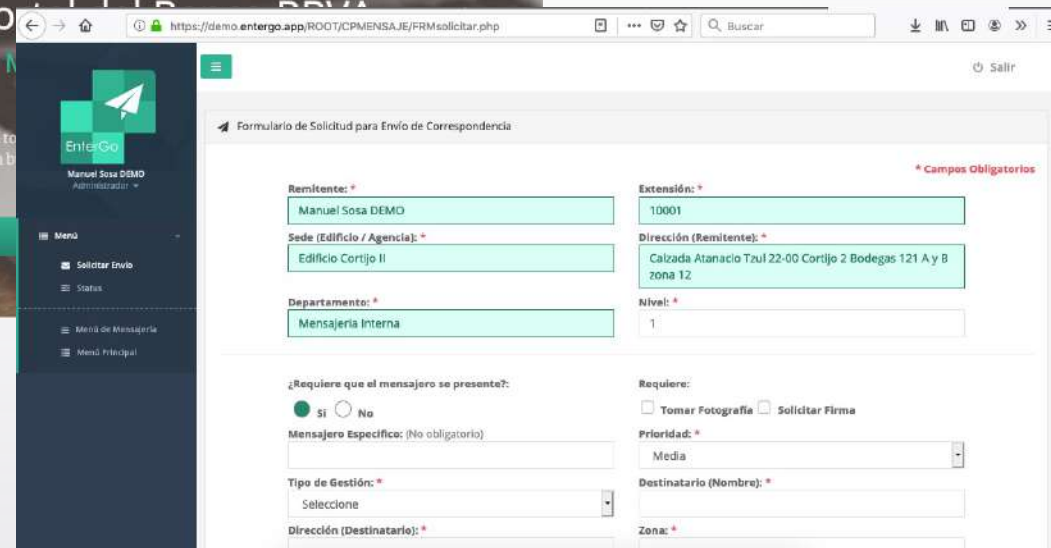 https://demo.entergo.app/ROOT/CPMENSAJE/FRMsolicitar.php
Buscar
Salir
EnterGo
Manuel Sosa DEMO
Administrador
Menú
Solicitar Envío
Status
Menú de Mensajería
Menú Principal
Formulario de Solicitud para Envío de Correspondencia
* Campos Obligatorios
Remitente: *
Extensión: *
Manuel Sosa DEMO
10001
Sede (Edificio / Agencia): *
Dirección (Remitente): *
Edificio Cortijo II
Calzada Atanacio Tzul 22-00 Cortijo 2 Bodegas 121 A y B
zona 12
Departamento: *
Nivel: *
Mensajeria Interna
1
¿Requiere que el mensajero se presente?:
Requiere:
Si No
Tomar Fotografía Solicitar Firma
Mensajero Específico: (No obligatorio)
Prioridad: *
Media
Tipo de Gestión: *
Destinatario (Nombre): *
Seleccione
Dirección (Destinatario): *
Zona: *